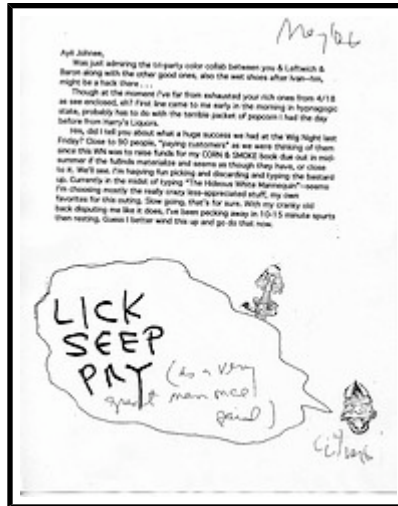 Ayé Johnee,
Was just admiring the tri-party color collab between you & Leftwich &
Baron along with the other good ones, also the wet shoes after Ivan—hm,
might be a hack there . . .
Though at the moment I've far from exhausted your rich ones from 4/18
as see enclosed, eh? First line came to me early in the morning in hypnagogic
state, probably has to do with the terrible packet of popcorn I had the day
before from Harry's Liquors.
Hm, did I tell you about what a huge success we had at the Wig Night last
Friday? Close to 90 people, "paying customers" as we were thinking of them
since this WN was to raise funds for my CORN & SMOKE book due out in mid-
summer if the fullnds materialize and seems as though they have, or close
to it. We'll see. I'm haqving fun picking and discarding and typing the bastard
up. Currently in the midst of typing "The Hideous White Mannequin"—seems
I'm choosing mostly the really crazy less-appreciated stuff, my own
favorites for this outing. Slow going, that's for sure. With my cranky old
back disputing me like it does, I've been pecking away in 10-15 minute spurts
then resting. Guess I better wind this up and go do that now.
LICK
SEEP
PRY (as a very
great man once
said)